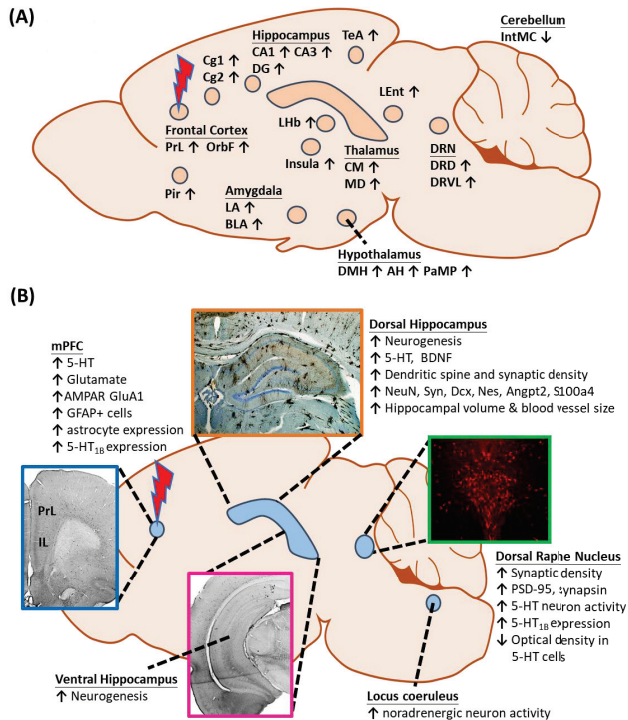 (A)
Cerebellum
IntMC ↓
Hippocampus
CA1 ↑ CA3 ↑
DG ↑
TeA ↑
Cg1 ↑
Cg2 ↑
LEnt ↑
Frontal Cortex
PrL ↑ OrbF ↑
LHb ↑
Insula ↑
Thalamus
CM ↑
MD ↑
DRN
DRD ↑
DRVL ↑
Pir ↑
Amygdala
LA ↑
BLA ↑
Hypothalamus
DMH ↑ AH ↑ PaMP ↑
(B)
mPFC
↑ 5-HT
↑ Glutamate
↑AMPAR GluA1
↑ GFAP+ cells
↑ astrocyte expression
↑ 5-HT1B expression
Dorsal Hippocampus
↑ Neurogenesis
↑ 5-HT, BDNF
↑ Dendritic spine and synaptic density
↑ NeuN, Syn, Dcx, Nes, Angpt2, S100a4
↑ Hippocampal volume & blood vessel size
PrL
IL
Dorsal Raphe Nucleus
↑ Synaptic density
↑ PSD-95, synapsin
↑ 5-HT neuron activity
↑ 5-HT1B expression
↓ Optical density in
5-HT cells
Ventral Hippocampus
↑ Neurogenesis
Locus coeruleus
↑ noradrenergic neuron activity